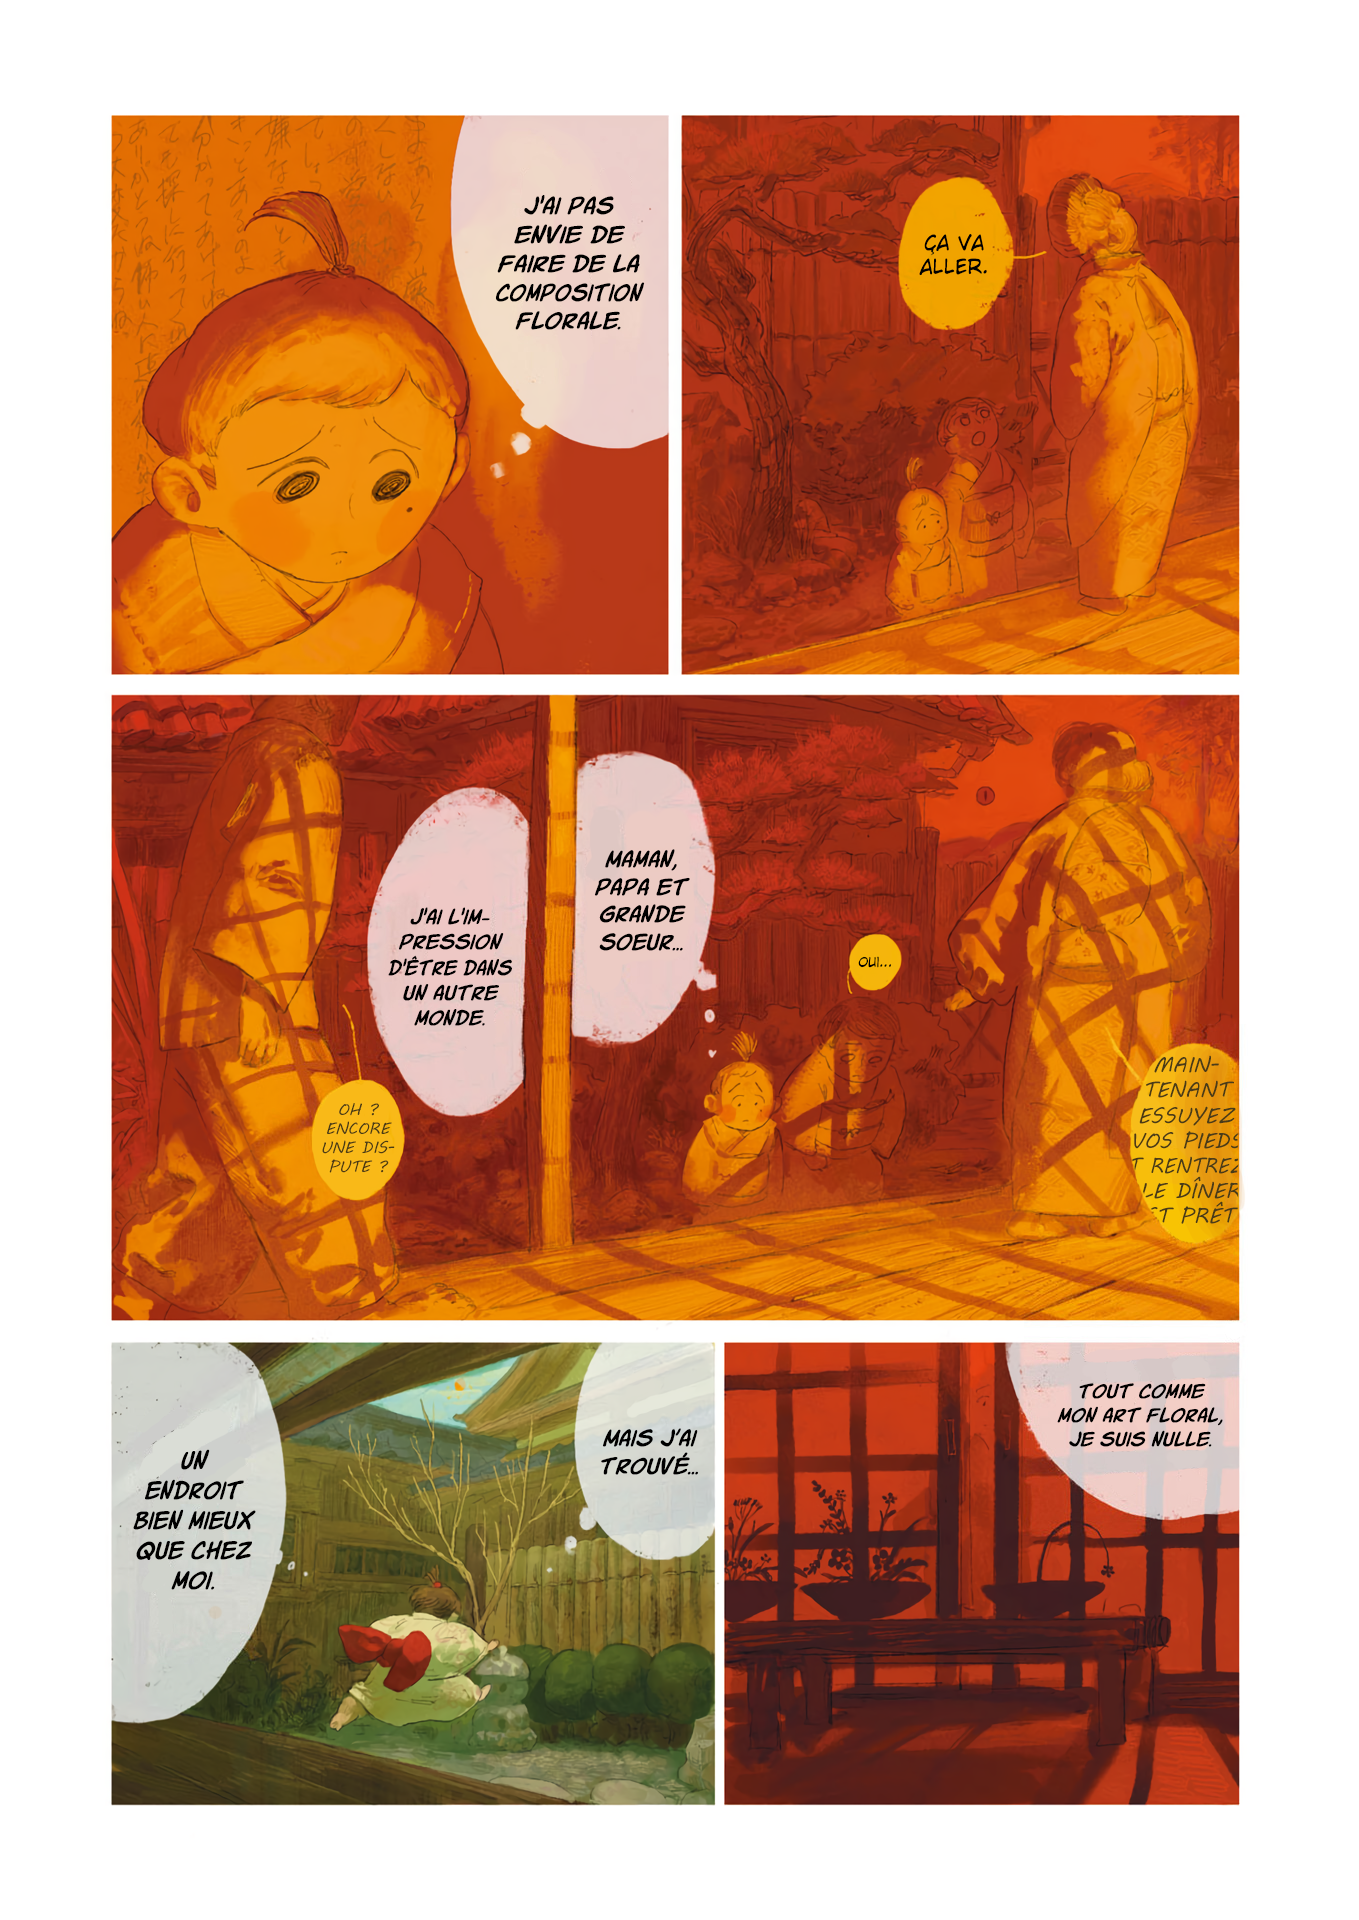 ÇA VA
ALLER.
J'AI PAS
ENVIE DE
FAIRE DE LA
COMPOSITION
FLORALE.
MAIN-
TENANT
ESSUYEZ
VOS PIEDS
T RENTREZ
LE DÎNER
ST PRÊT
OUI...
MAMAN,
PAPA ET
GRANDE
SOEUR...
J'AI L'IM-
PRESSION
D'ÊTRE DANS
UN AUTRE
MONDE.
OH ?
ENCORE
UNE DIS-
PUTE ?
TOUT COMME
MON ART FLORAL,
JE SUIS NULLE.
MAIS J'AI
TROUVÉ...
UN
ENDROIT
BIEN MIEUX
QUE CHEZ
MOI.